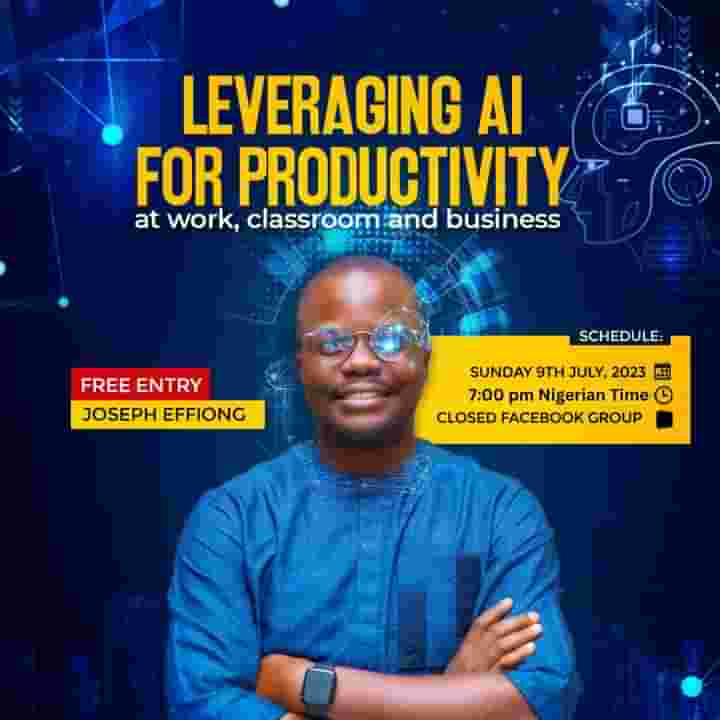 LEVERAGING AI
FOR PRODUCTIVITY
at work, classroom and business
SCHEDULE:
SUNDAY 9TH JULY, 2023
7:00 pm Nigerian Time
CLOSED FACEBOOK GROUP
FREE ENTRY
JOSEPH EFFIONG